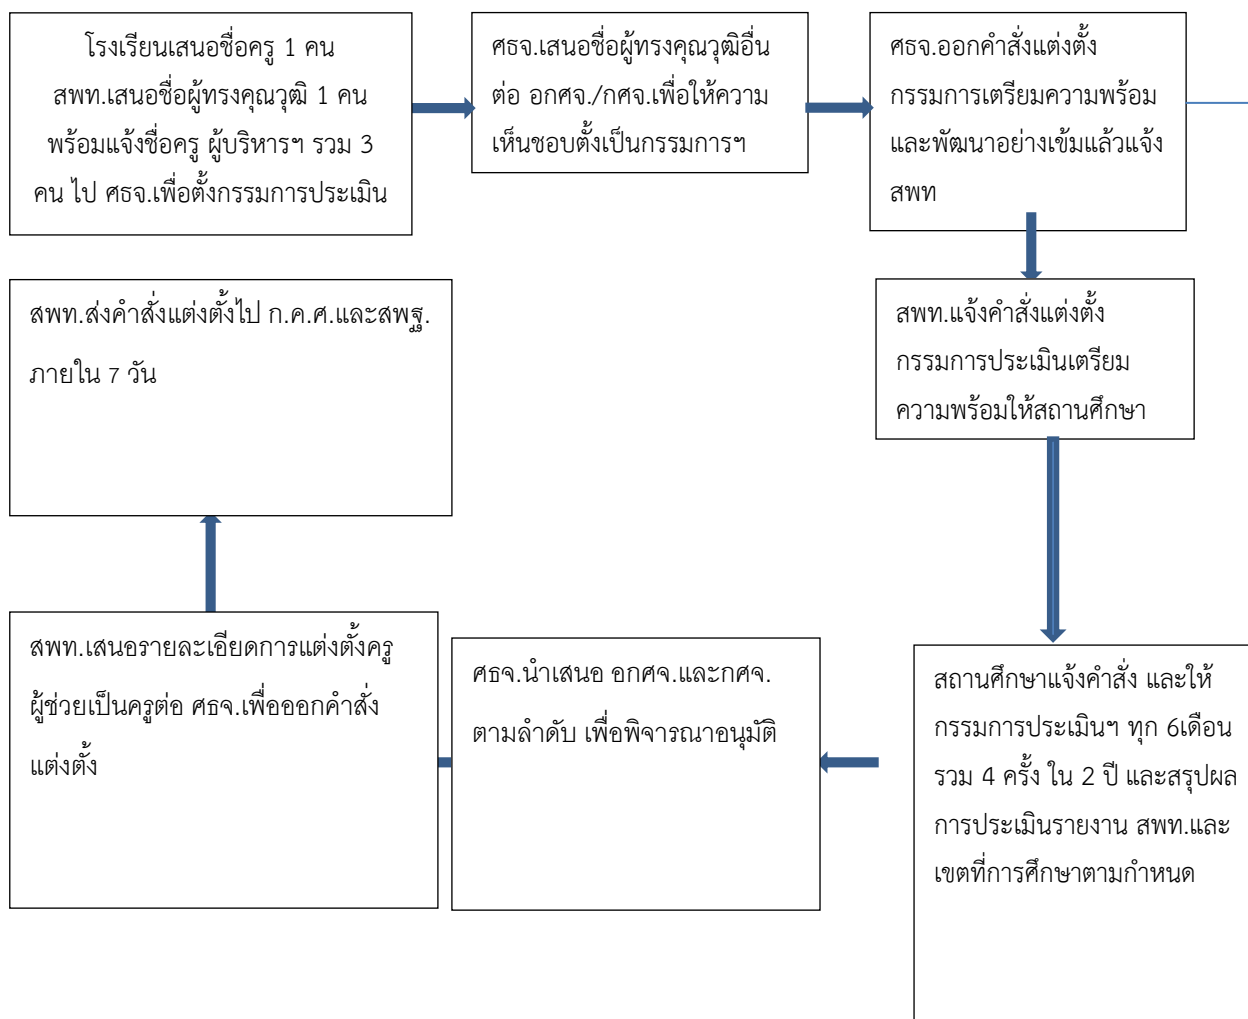 โรงเรียนเสนอชื่อครู 1 คน
สพท.เสนอชื่อผู้ทรงคุณวุฒิ 1 คน
พร้อมแจ้งชื่อครู ผู้บริหารฯ รวม 3
คน ไป ศธจ.เพื่อตั้งกรรมการประเมิน
ศธจ.เสนอชื่อผู้ทรงคุณวุฒิอื่น
ต่อ อกศจ./กศจ.เพื่อให้ความ
เห็นชอบตั้งเป็นกรรมการฯ
ศธจ.ออกคำสั่งแต่งตั้ง
กรรมการเตรียมความพร้อม
และพัฒนาอย่างเข้มแล้วแจ้ง
สพท
สพท.แจ้งคำสั่งแต่งตั้ง
กรรมการประเมินเตรียม
ความพร้อมให้สถานศึกษา
สถานศึกษาแจ้งคำสั่ง และให้
กรรมการประเมินฯ ทุก 6เดือน
รวม 4 ครั้ง ใน 2 ปี และสรุปผล
การประเมินรายงาน สพท.และ
เขตที่การศึกษาตามกำหนด
ศธจ.นำเสนอ อกศจ.และกศจ.
ตามลำดับ เพื่อพิจารณาอนุมัติ
สพท.เสนอรายละเอียดการแต่งตั้งครู
ผู้ช่วยเป็นครูต่อ ศธจ.เพื่อออกคำสั่ง
แต่งตั้ง
สพท.ส่งคำสั่งแต่งตั้งไป ก.ค.ศ.และสพฐ.
ภายใน 7 วัน